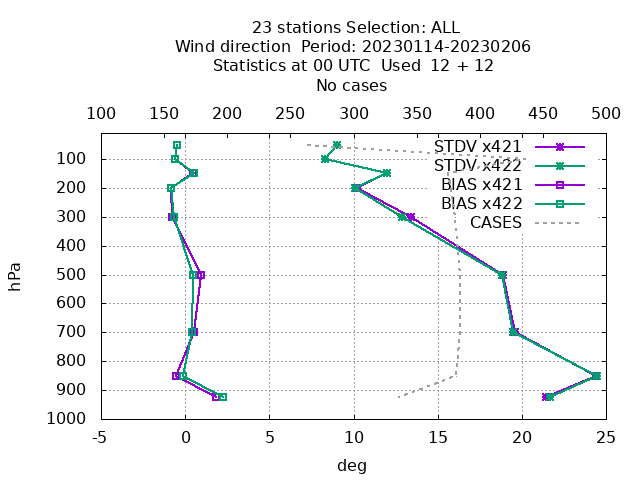 23 stations Selection: ALL
Wind direction  Period: 20230114-20230206
Statistics at 00 UTC  Used  12 + 12
No cases
100 150 200 250 300 350 400 450 500
STDV x421
STDV x422
BIAS x421
BIAS x422
CASES
hPa
100
200
300
400
500
600
700
800
900
1000
-5 0 5 10 15 20 25
deg